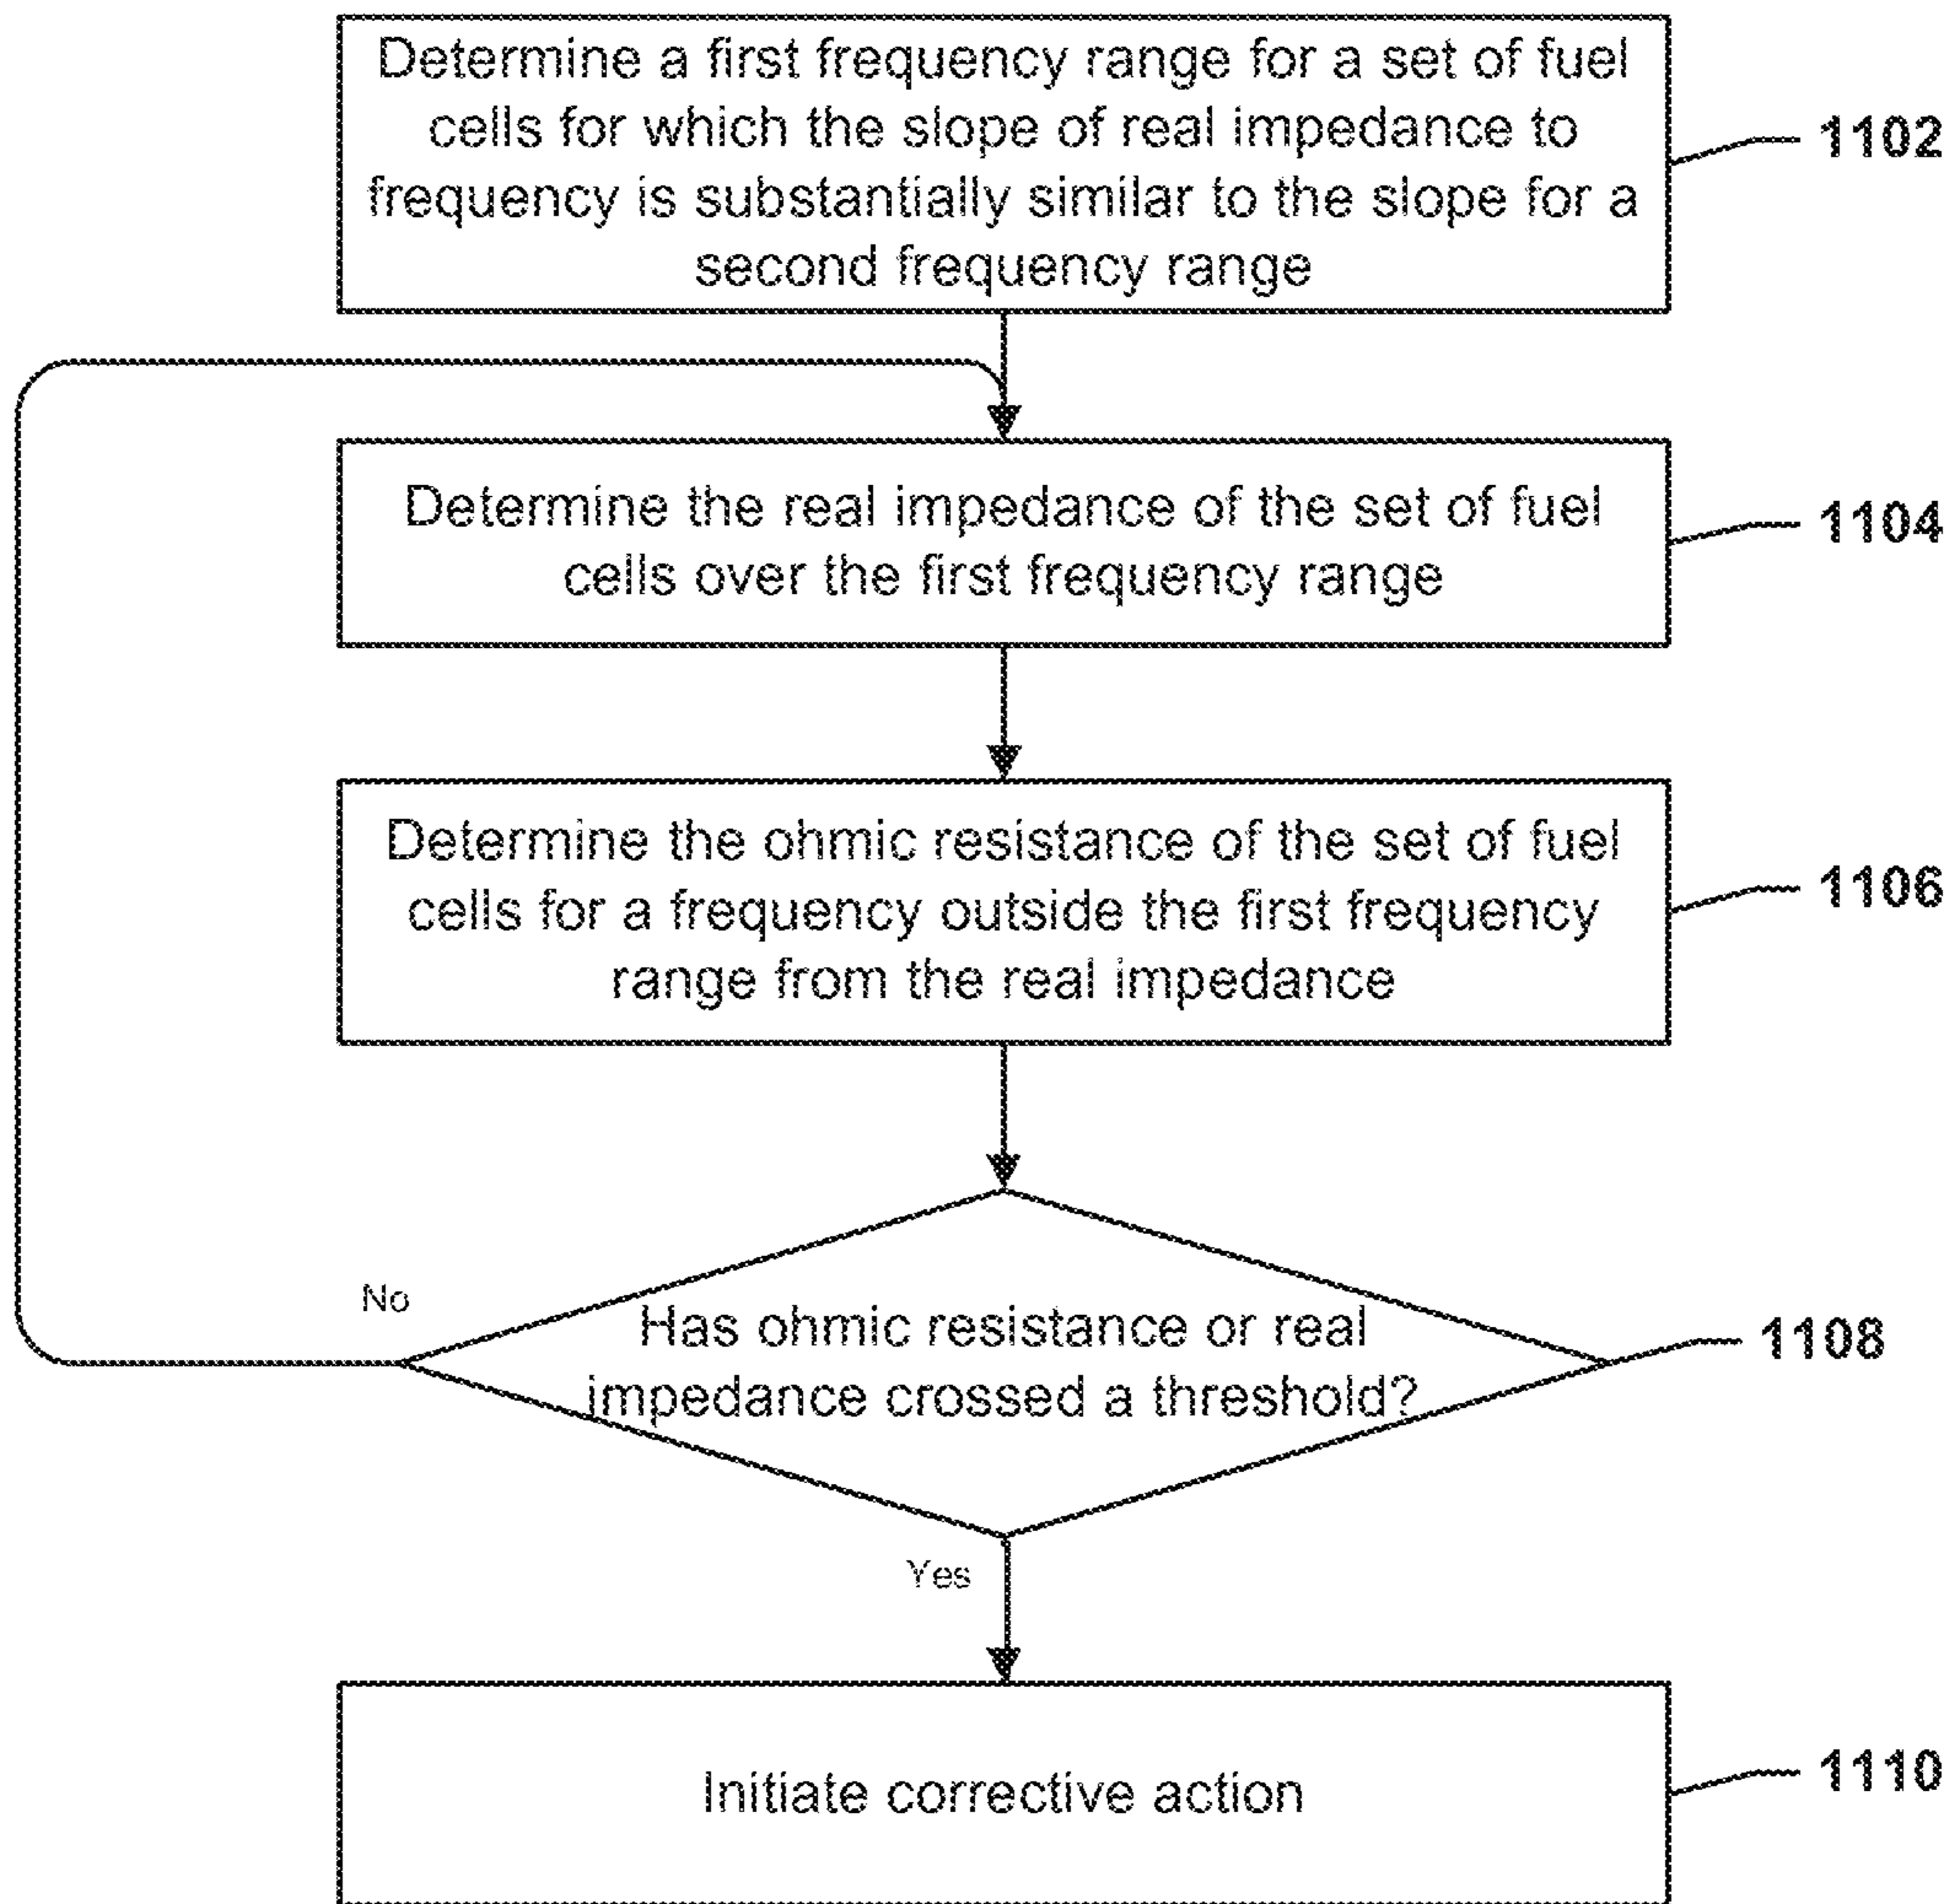 Determine a first frequency range for a set of fuel
cells for which the slope of real impedance to
frequency is substantially similar to the slope for a
second frequency range
1102
Determine the real impedance of the set of fuel
cells over the first frequency range
1104
Determine the ohmic resistance of the set of fuel
cells for a frequency outside the first frequency
range from the real impedance
1106
No
Has ohmic resistance or real
impedance crossed a threshold?
1108
Yes
Initiate corrective action
1110